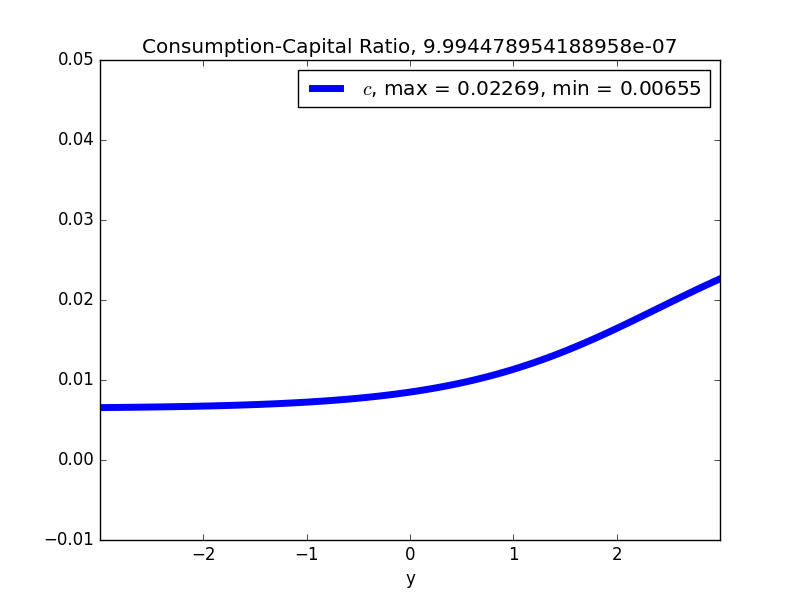 Consumption-Capital Ratio, 9.994478954188958e-07
c, max = 0.02269, min = 0.00655
0.05
0.04
0.03
0.02
0.01
0.00
−0.01
−2 −1 0 1 2
y